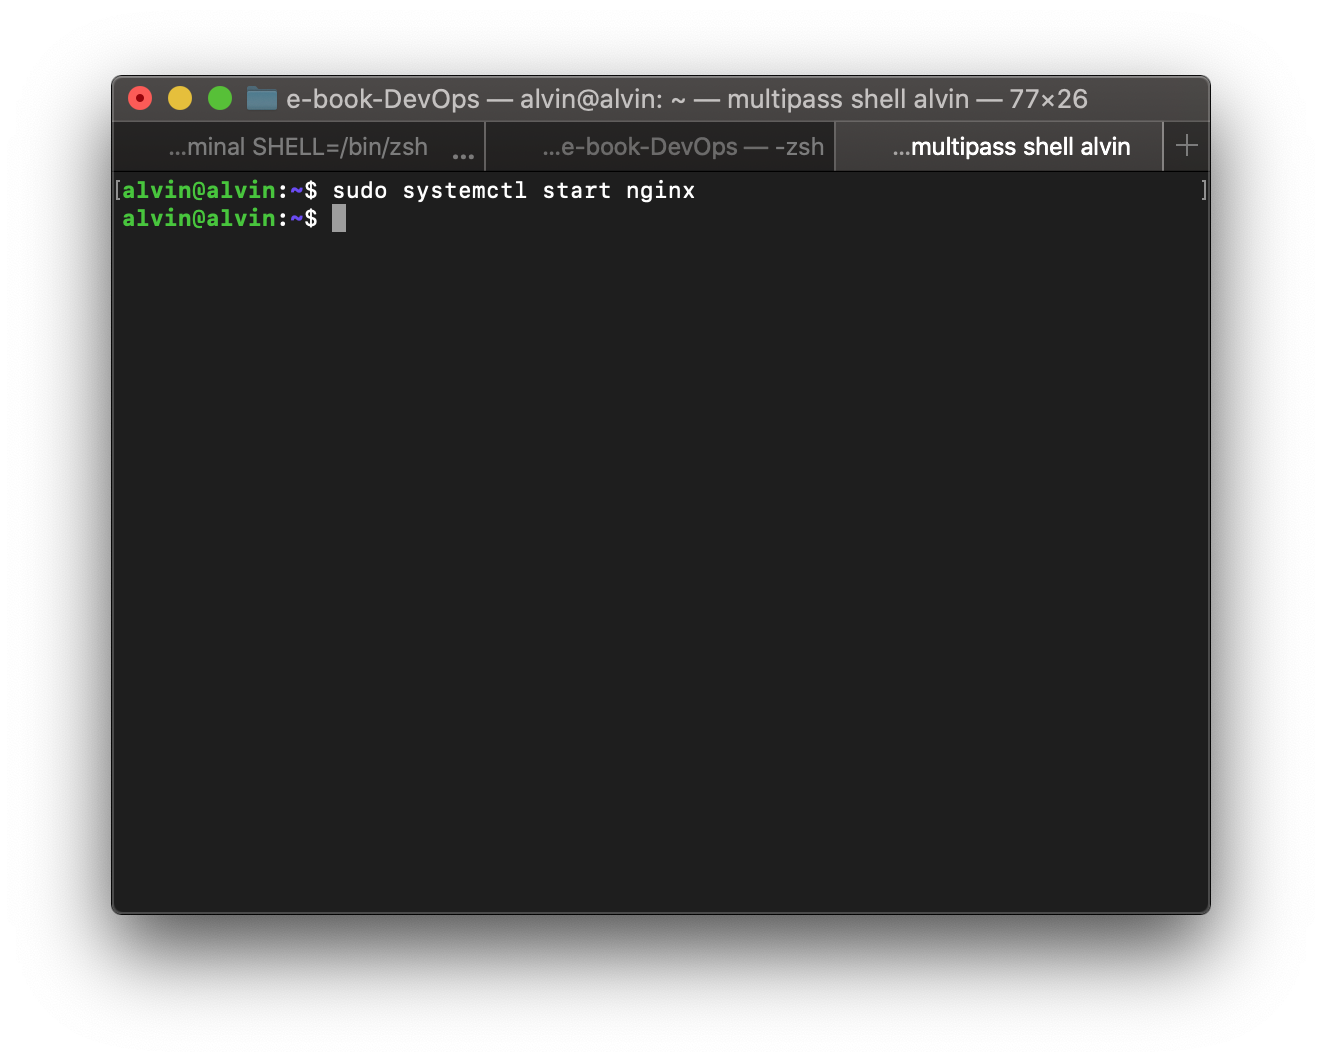 e-book-DevOps — alvin@alvin: ~ — multipass shell alvin — 77×26
...minal SHELL=/bin/zsh ...
...e-book-DevOps — -zsh
...multipass shell alvin
+
[alvin@alvin:~$ sudo systemctl start nginx ]
alvin@alvin:~$